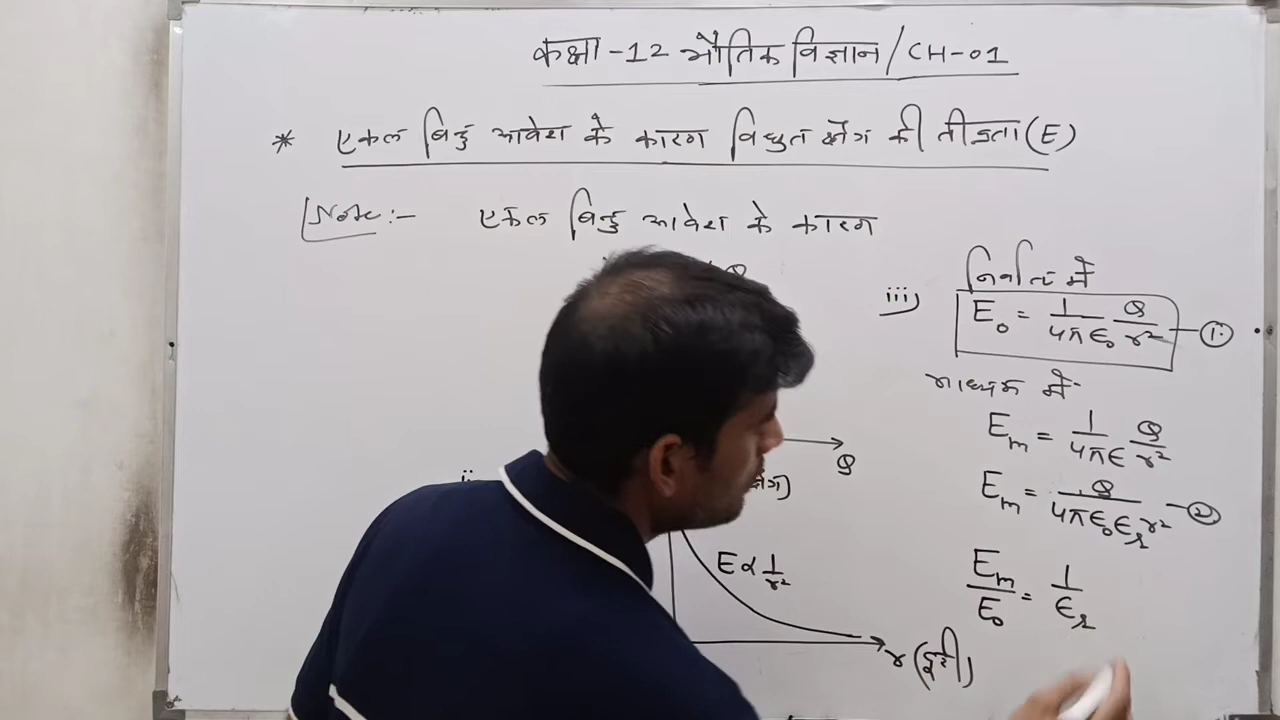 कक्षा -12 भौतिक विज्ञान / CH-01
* एकल बिन्दु आवेश के कारण विधुत क्षेत्र की तीव्रता (E)
Note:- एकल बिन्दु आवेश के कारण
Q
iii)
निर्वात में
E₀ = 1/4πϵ₀ Q/r² - ①
माध्यम में
Eₘ = 1/4πϵ Q/r²
Eₘ = Q/4πϵ₀ϵᵣr² - ②
Eₘ/E₀ = 1/ϵᵣ
Q
ii
E ∝ 1/r²
r (दूरी)